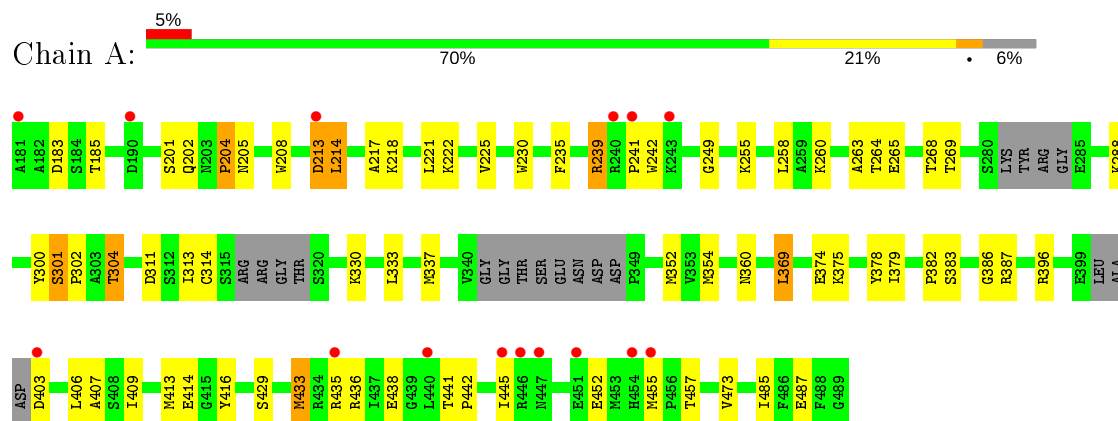 5%
Chain A:
70% 21% • 6%
A181 A182 D183 S184 T185 D190 S201 Q202 N203 P204 N205 W208 D213 L214 A217 K218 L221 K222 V225 W230 F235 R239 R240 P241 W242 K243 G249 K255 L258 A259 K260 A263 T264 E265 T268 T269 S280 LYS TYR ARG GLY E285 K288
Y300 S301 P302 A303 T304 D311 S312 I313 C314 S315 ARG ARG GLY THR S320 K330 L333 M337 V340 GLY GLY THR SER GLU ASN ASP ASP P349 M352 V353 M354 N360 L369 E374 K375 Y378 I379 P382 S383 G386 R387 R396 E399 LEU ALA
ASP D403 L406 A407 S408 I409 M413 E414 G415 Y416 S429 M433 R434 R435 R436 I437 E438 G439 L440 T441 P442 I445 R446 N447 E451 E452 M453 H454 M455 P456 T457 V473 I485 F486 E487 F488 G489